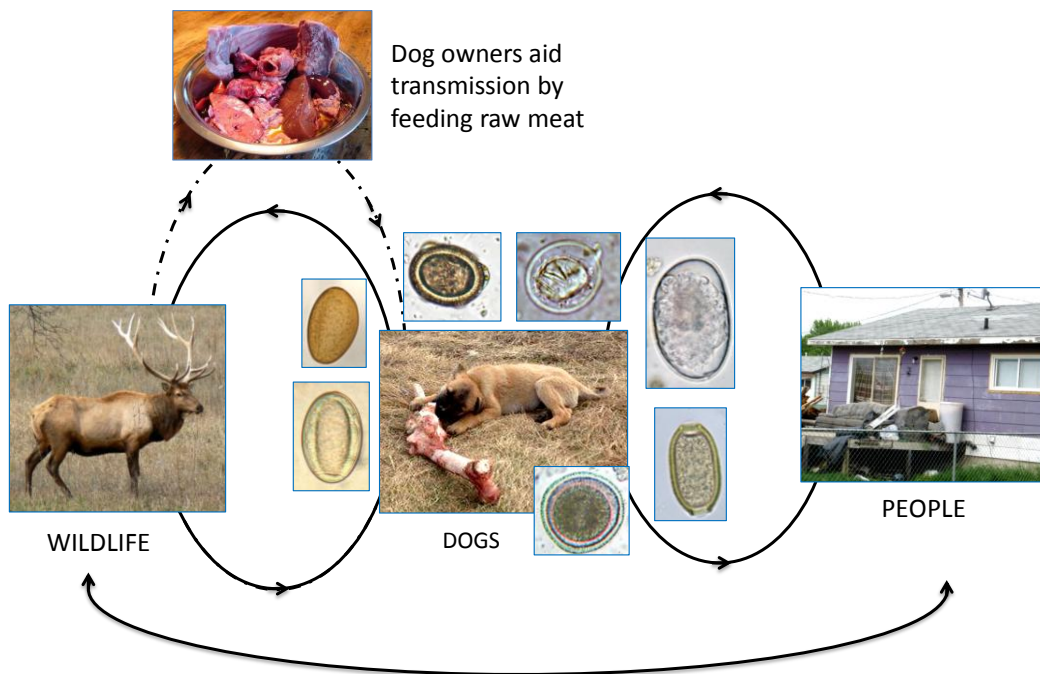 Dog owners aid
transmission by
feeding raw meat
WILDLIFE
DOGS
PEOPLE